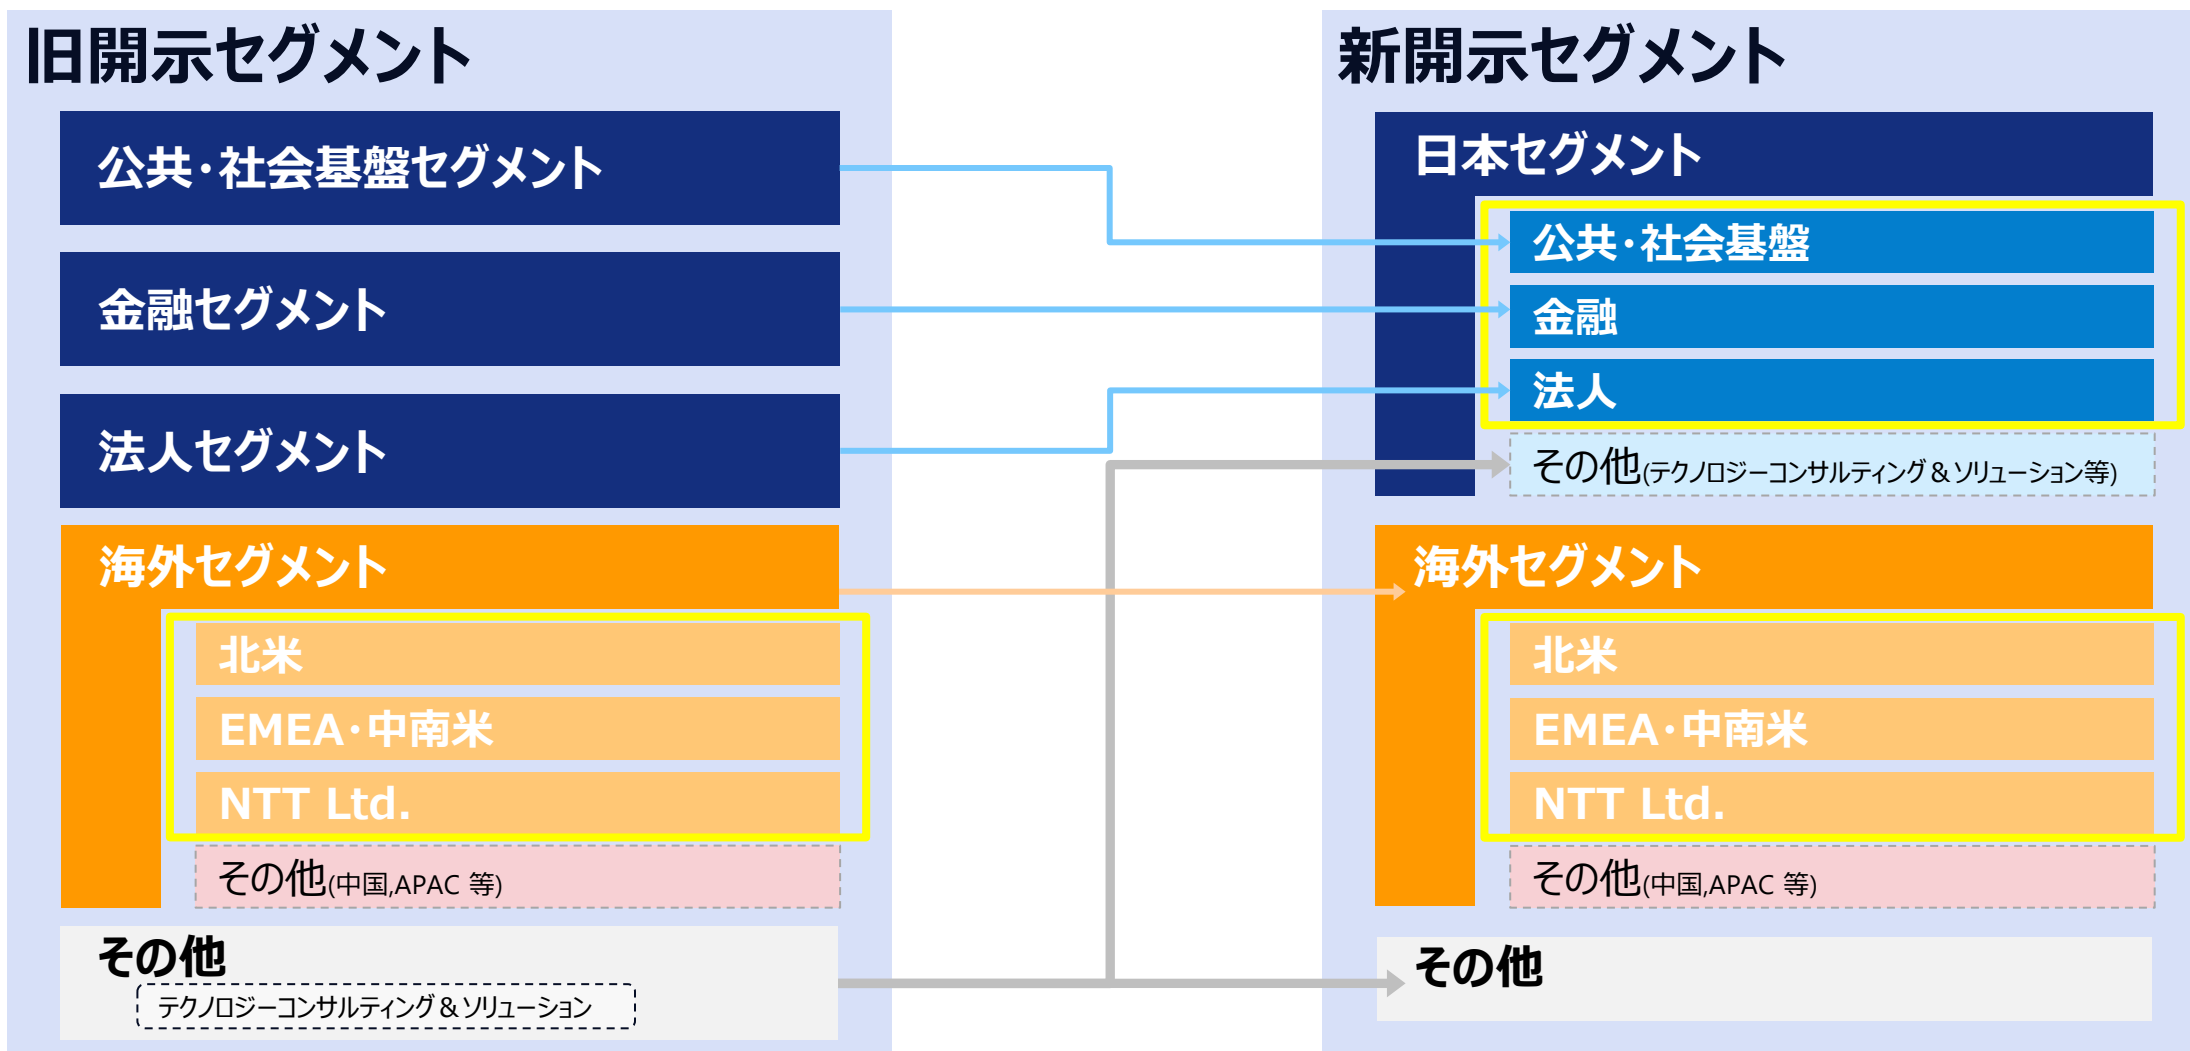 旧開示セグメント
公共・社会基盤セグメント
金融セグメント
法人セグメント
海外セグメント
北米
EMEA・中南米
NTT Ltd.
その他(中国,APAC 等)
その他
テクノロジーコンサルティング＆ソリューション
新開示セグメント
日本セグメント
公共・社会基盤
金融
法人
その他(テクノロジーコンサルティング＆ソリューション等)
海外セグメント
北米
EMEA・中南米
NTT Ltd.
その他(中国,APAC 等)
その他